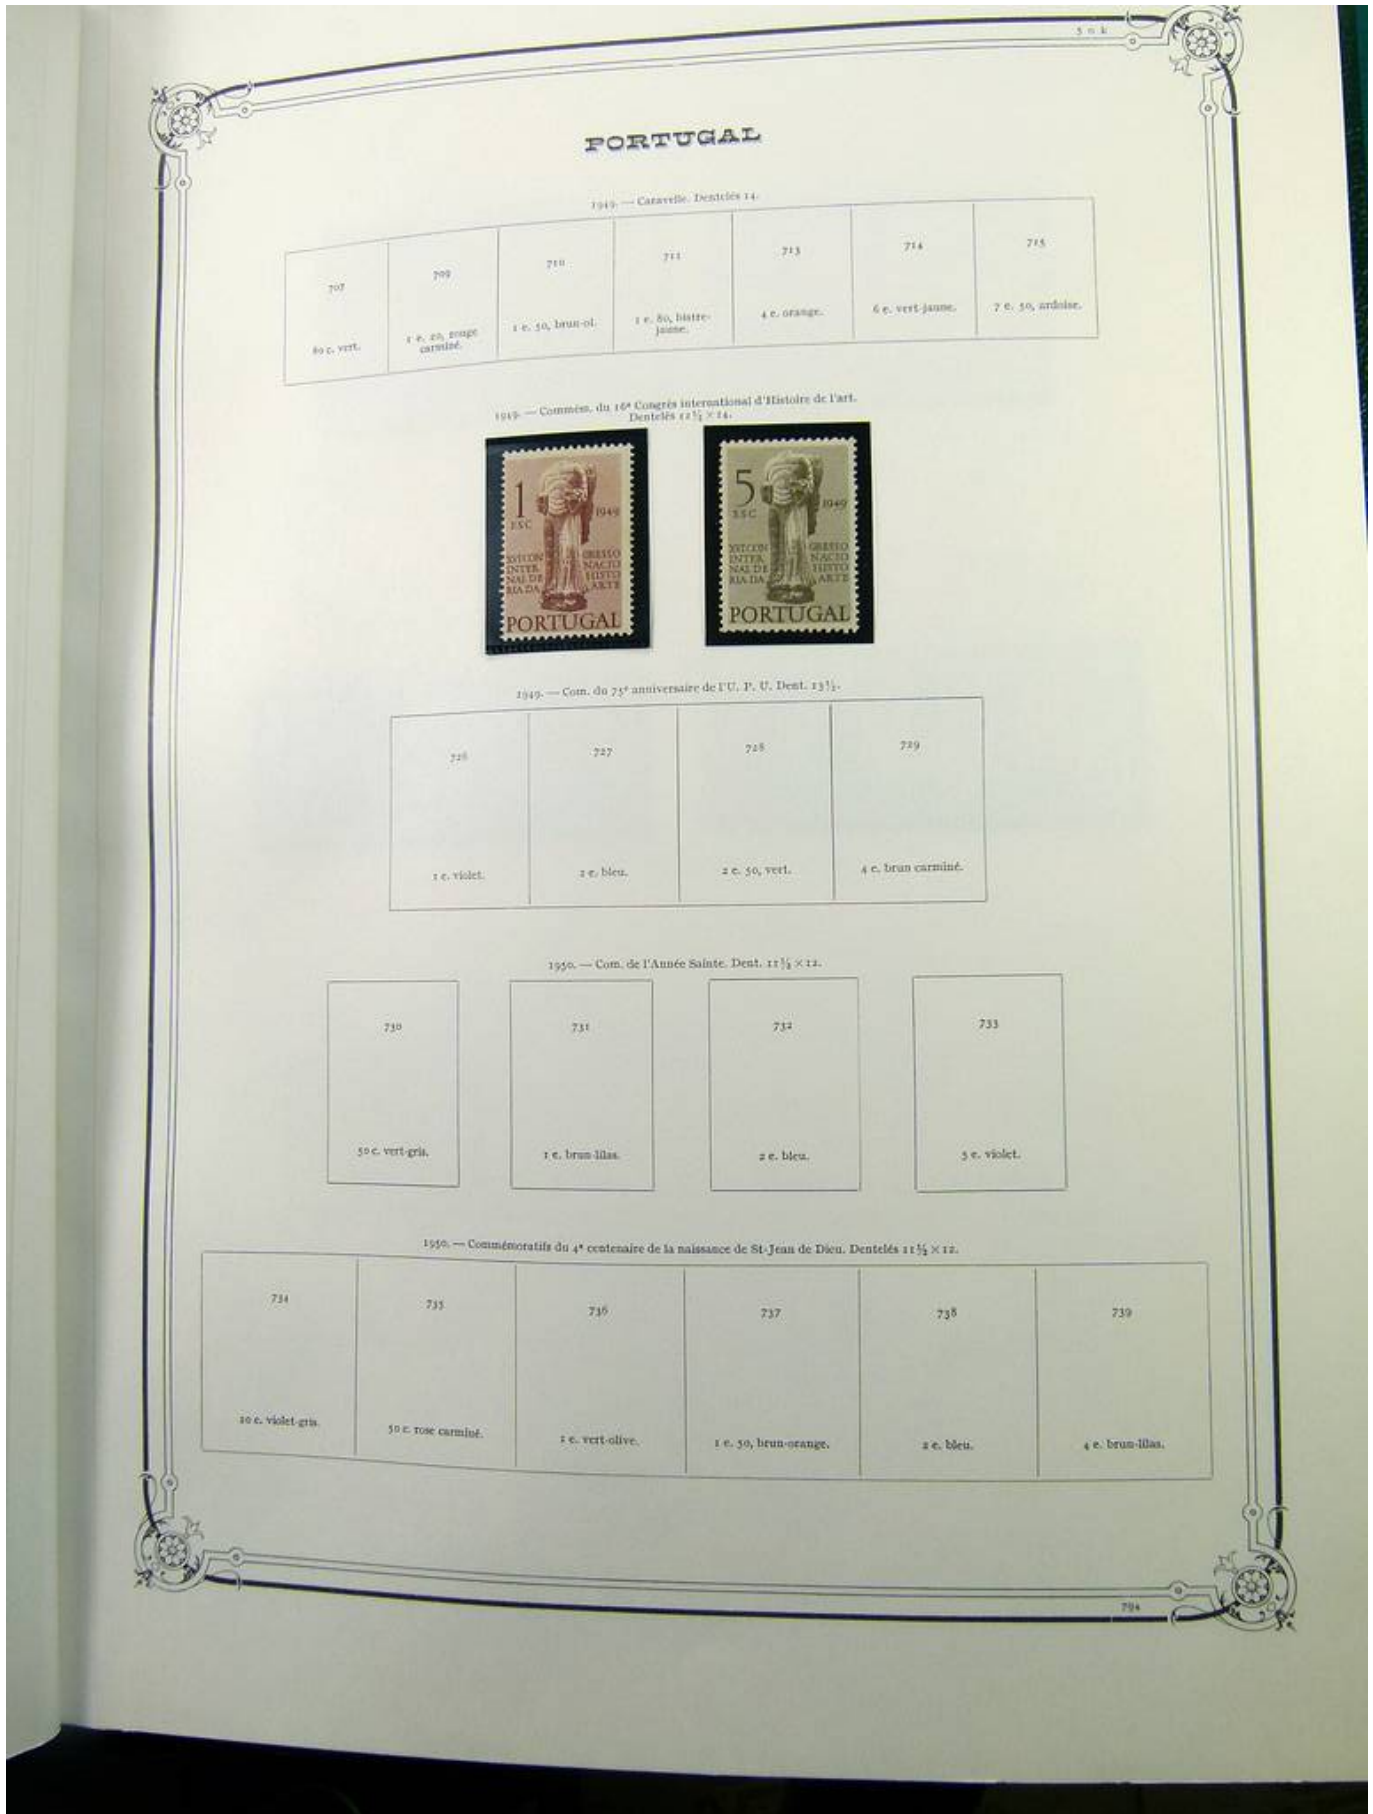 50k
PORTUGAL
1949. — Caravelle. Dentelés 14.
707
709
710
711
713
714
715
80 c. vert.
1 e. 20, rouge
carminé.
1 e. 50, brun-ol.
1 e. 80, bistre-
jaune.
4 e. orange.
6 e. vert-jaune.
7 e. 50, ardoise.
1949. — Commém. du 16e Congrès international d'Histoire de l'art.
Dentelés 12½ × 14.
1
ESC
1949
XVI CON GRESSO
INTER NACIO
NAL DE HISTO
RIA DA ARTE
PORTUGAL
5
ESC
1949
XVI CON GRESSO
INTER NACIO
NAL DE HISTO
RIA DA ARTE
PORTUGAL
1949. — Com. du 75e anniversaire de l'U. P. U. Dent. 13½.
726
727
728
729
1 e. violet.
2 e. bleu.
2 e. 50, vert.
4 e. brun carminé.
1950. — Com. de l'Année Sainte. Dent. 11½ × 12.
730
731
732
733
50 c. vert-gris.
1 e. brun-lilas.
2 e. bleu.
5 e. violet.
1950. — Commémoratifs du 4e centenaire de la naissance de St-Jean de Dieu. Dentelés 11½ × 12.
734
735
736
737
738
739
20 c. violet-gris.
50 c. rose carminé.
1 e. vert-olive.
1 e. 50, brun-orange.
2 e. bleu.
4 e. brun-lilas.
794